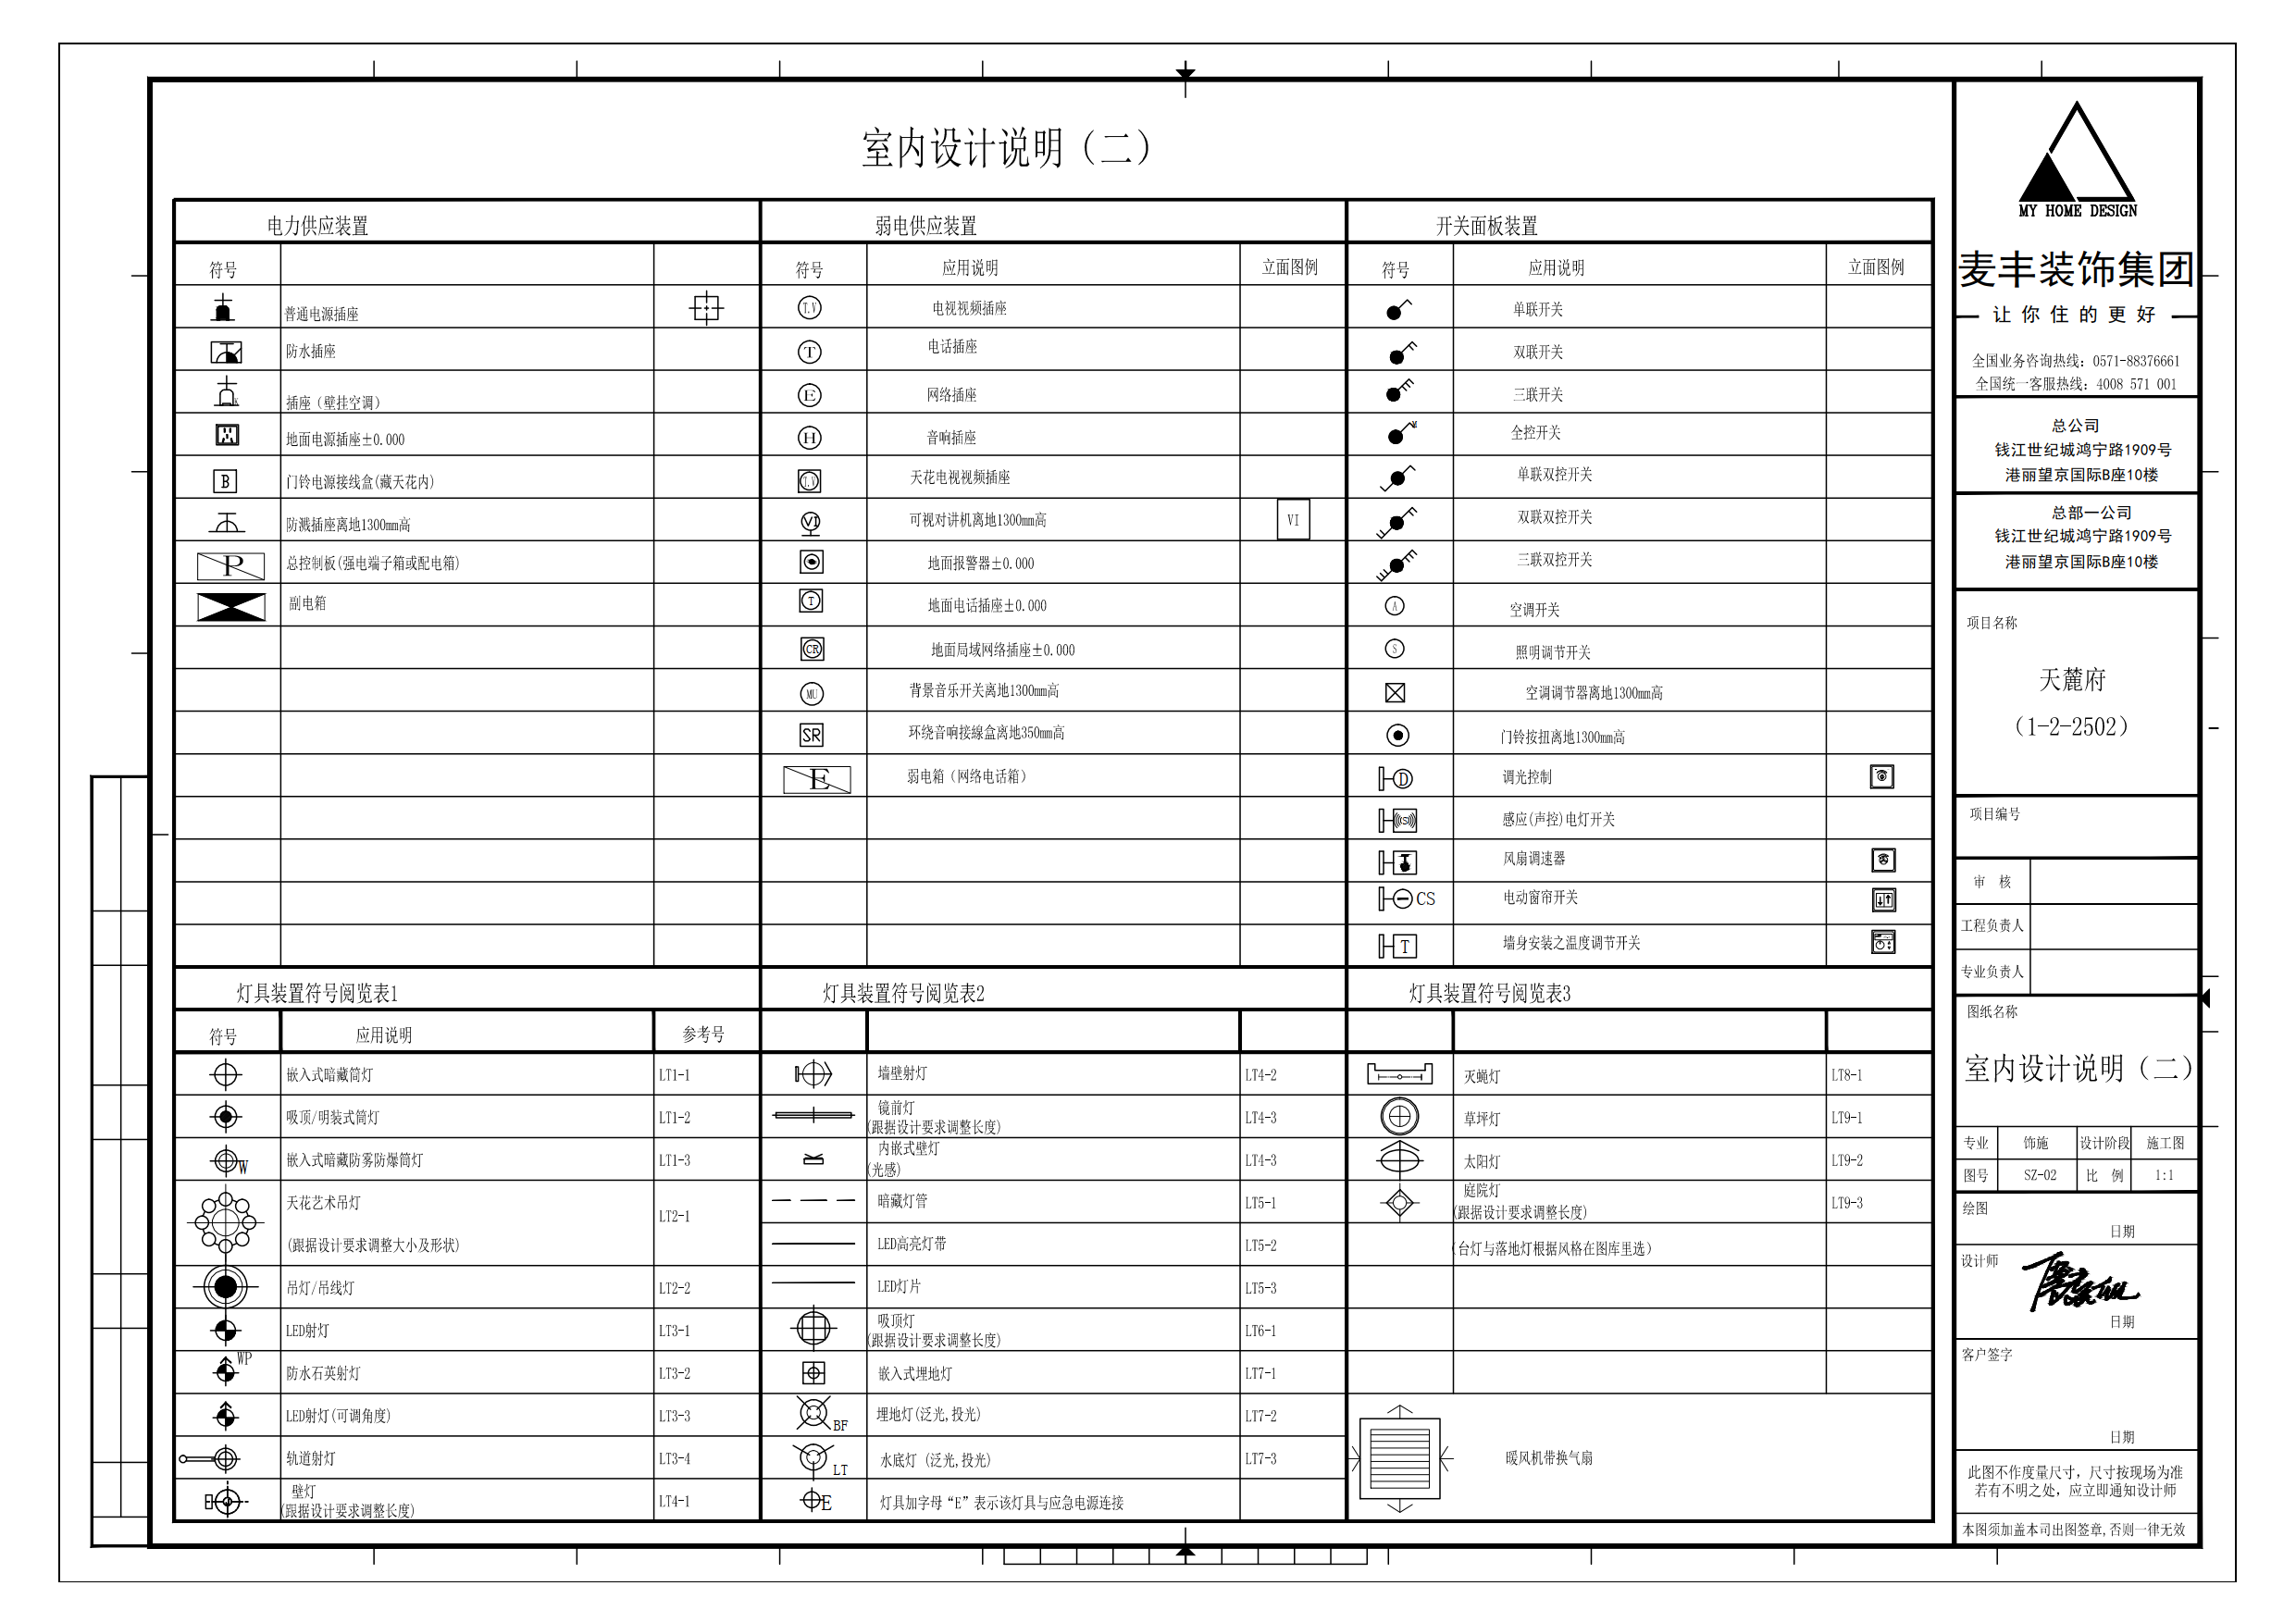 室内设计说明（二）
电力供应装置
符号
普通电源插座
防水插座
K
插座（壁挂空调）
地面电源插座±0.000
B
门铃电源接线盒(藏天花内)
防溅插座离地1300mm高
P
总控制板(强电端子箱或配电箱)
副电箱
弱电供应装置
符号 应用说明 立面图例
T.V 电视视频插座
T 电话插座
E 网络插座
H 音响插座
T.V 天花电视视频插座
VI 可视对讲机离地1300mm高 VI
地面报警器±0.000
T 地面电话插座±0.000
CR 地面局域网络插座±0.000
MU 背景音乐开关离地1300mm高
SR 环绕音响接線盒离地350mm高
E 弱电箱（网络电话箱）
开关面板装置
符号 应用说明 立面图例
单联开关
双联开关
三联开关
全控开关
单联双控开关
双联双控开关
三联双控开关
A 空调开关
S 照明调节开关
空调调节器离地1300mm高
门铃按扭离地1300mm高
D 调光控制
S 感应(声控)电灯开关
风扇调速器
CS 电动窗帘开关
T 墙身安装之温度调节开关
灯具装置符号阅览表1
符号 应用说明 参考号
嵌入式暗藏筒灯 LT1-1
吸顶/明装式筒灯 LT1-2
W 嵌入式暗藏防雾防爆筒灯 LT1-3
天花艺术吊灯
LT2-1
(跟据设计要求调整大小及形状)
吊灯/吊线灯 LT2-2
LED射灯 LT3-1
WP
防水石英射灯 LT3-2
LED射灯(可调角度) LT3-3
轨道射灯 LT3-4
壁灯
(跟据设计要求调整长度) LT4-1
灯具装置符号阅览表2
墙壁射灯 LT4-2
镜前灯
(跟据设计要求调整长度) LT4-3
内嵌式壁灯
(光感) LT4-3
暗藏灯管 LT5-1
LED高亮灯带 LT5-2
LED灯片 LT5-3
吸顶灯
(跟据设计要求调整长度) LT6-1
嵌入式埋地灯 LT7-1
BF 埋地灯(泛光,投光) LT7-2
LT 水底灯 (泛光,投光) LT7-3
E 灯具加字母“E”表示该灯具与应急电源连接
灯具装置符号阅览表3
灭蝇灯 LT8-1
草坪灯 LT9-1
太阳灯 LT9-2
庭院灯
(跟据设计要求调整长度) LT9-3
（台灯与落地灯根据风格在图库里选）
暖风机带换气扇
MY HOME DESIGN
麦丰装饰集团
让你住的更好
全国业务咨询热线: 0571-88376661
全国统一客服热线: 4008 571 001
总公司
钱江世纪城鸿宁路1909号
港丽望京国际B座10楼
总部一公司
钱江世纪城鸿宁路1909号
港丽望京国际B座10楼
项目名称
天麓府
（1-2-2502）
项目编号
审 核
工程负责人
专业负责人
图纸名称
室内设计说明（二）
专业 饰施 设计阶段 施工图
图号 SZ-02 比 例 1:1
绘图
日期
设计师
日期
客户签字
日期
此图不作度量尺寸, 尺寸按现场为准
若有不明之处, 应立即通知设计师
本图须加盖本司出图签章,否则一律无效